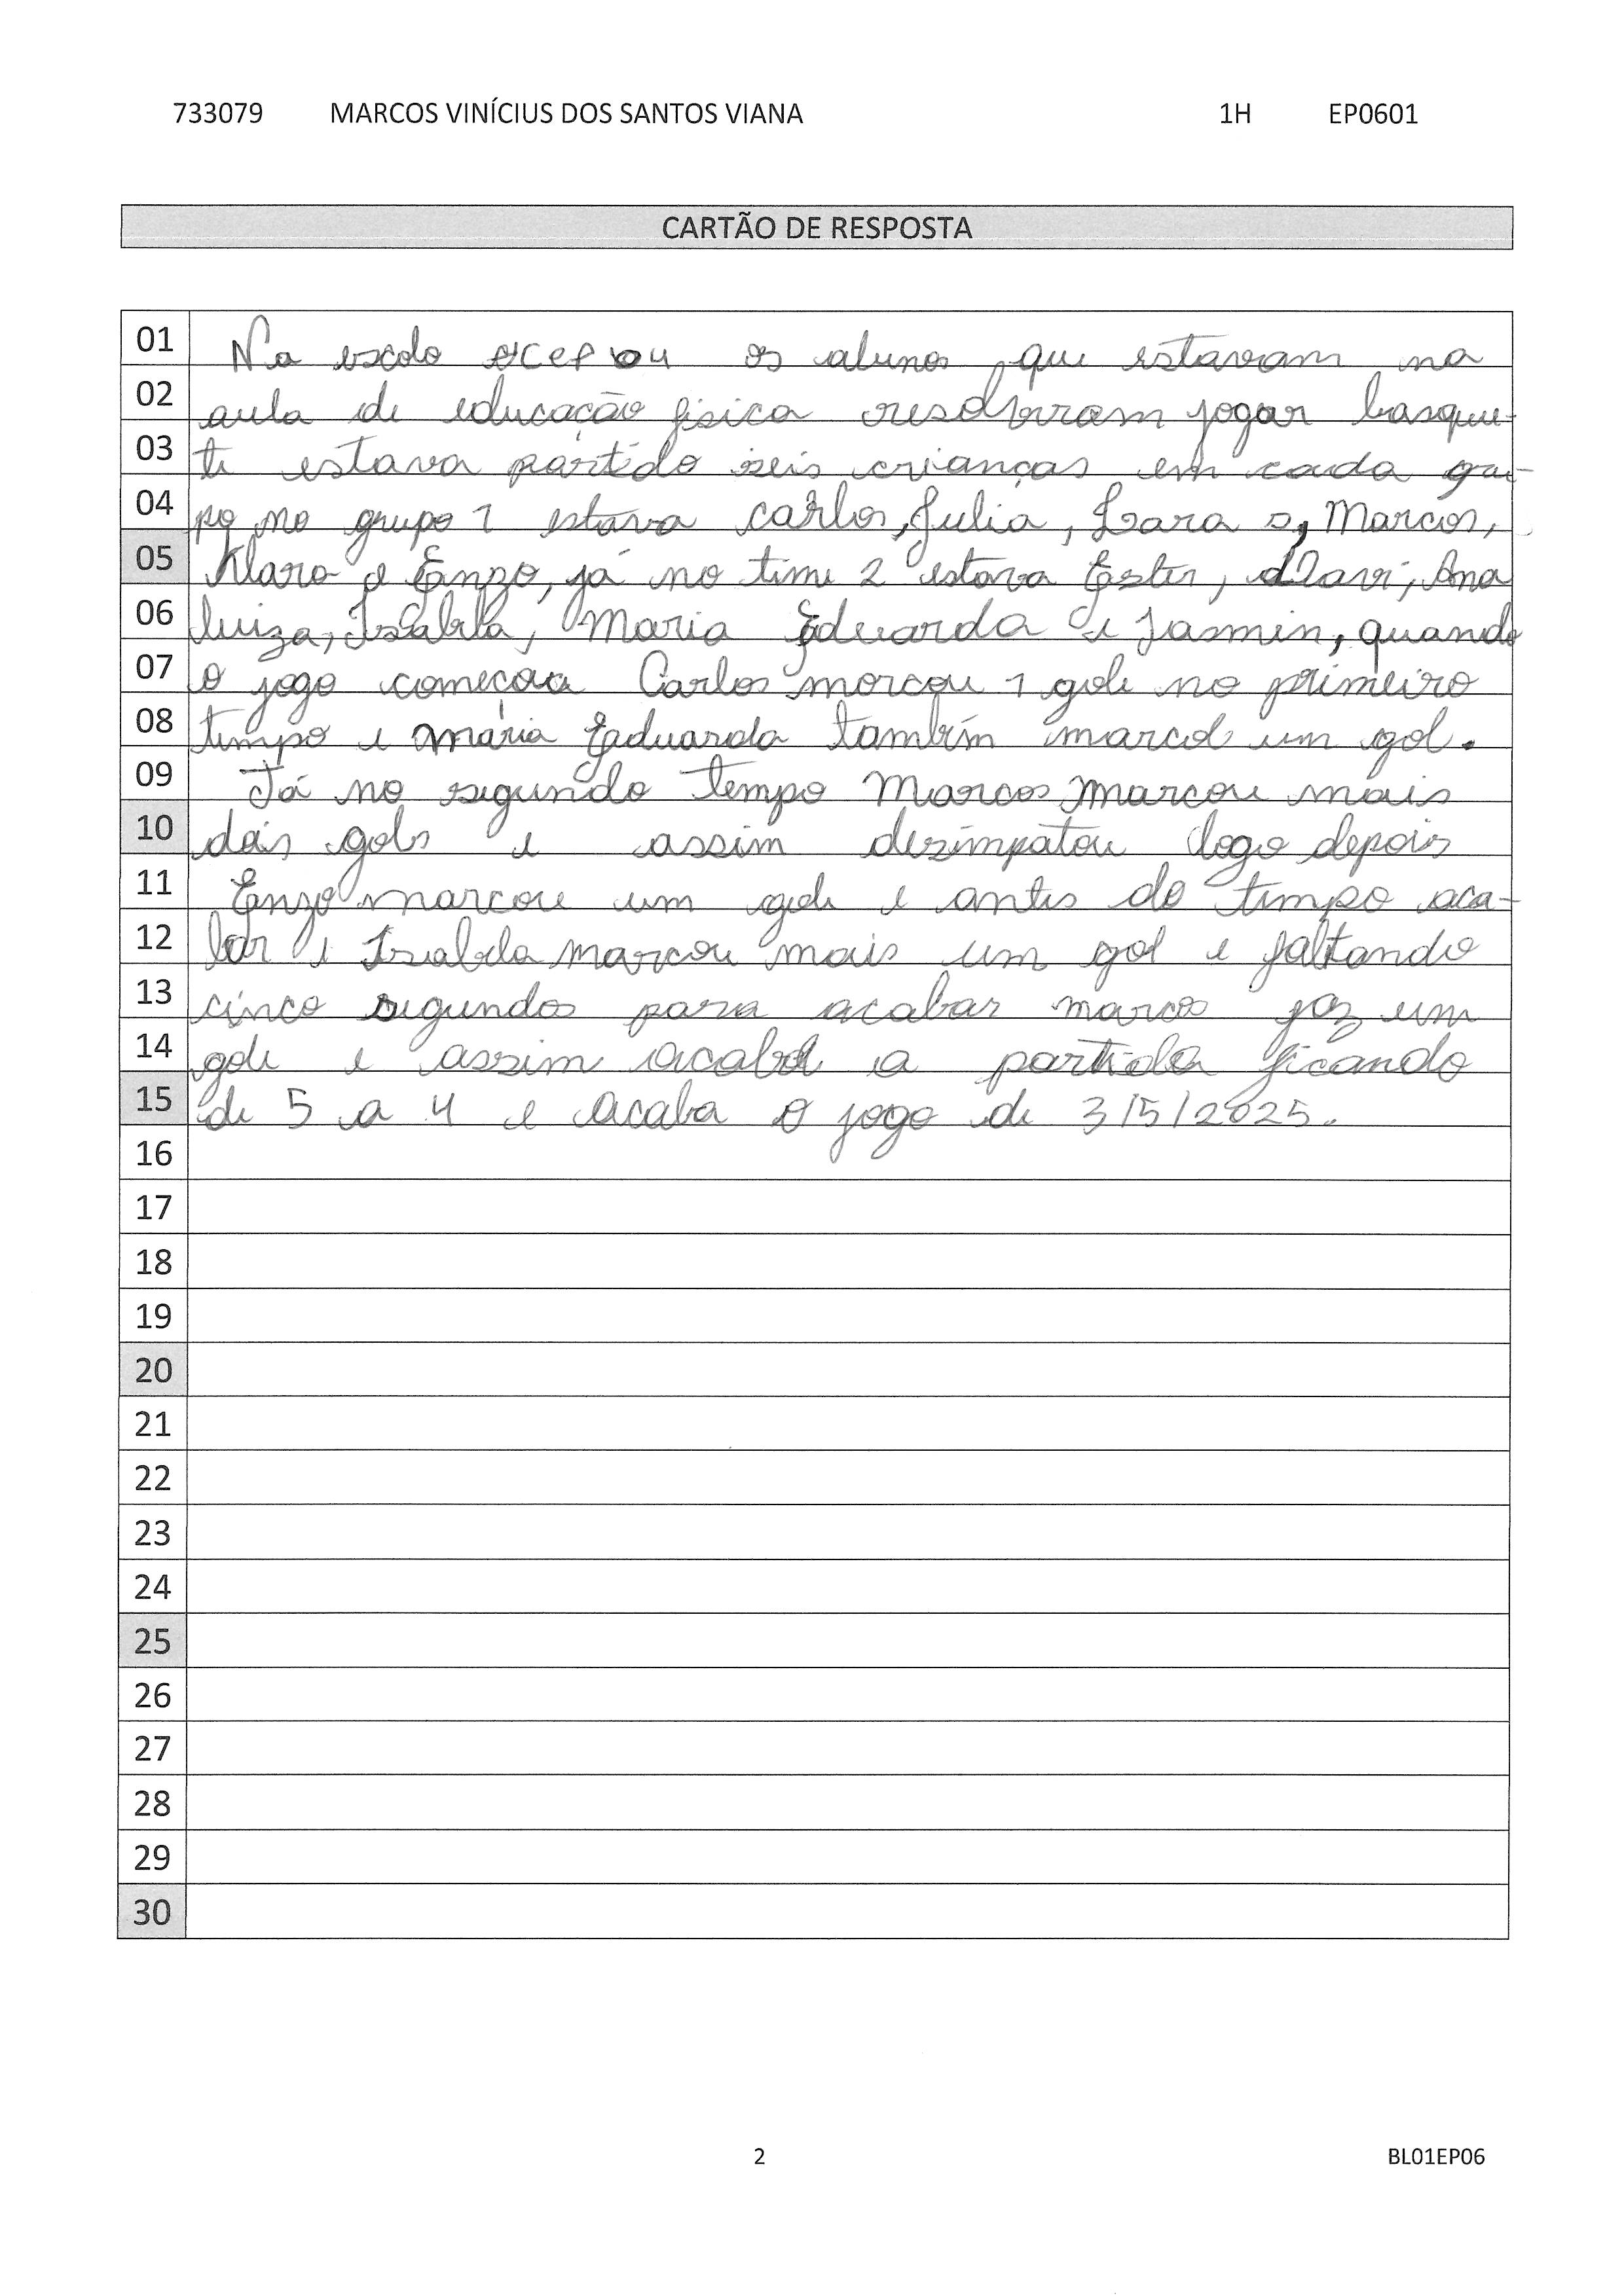 733079 MARCOS VINÍCIUS DOS SANTOS VIANA 1H EP0601
CARTÃO DE RESPOSTA
01 Na escola os alunos que estavam na
02 aula de educação fisica resolveram jogar basque-
03 te estava partido seis crianças em cada gru-
04 po no grupo 1 estava Carlos, Julia, Lara s, Marcos,
05 Klara e Enzo, já no time 2 estava Ester, Davi, Ana
06 luiza, Isabela, Maria Eduarda e Jasmin, quando
07 o jogo começou Carlos morcou 1 gole no primeiro
08 tempo e maria Eduarda também marcol um gol.
09 Já no segundo tempo Marcos marcou mais
10 dois gols e assim dezimpatou logo depois
11 Enzo marcou um gole e antes do tempo aca-
12 bar e Isabela marcou mais um gol e faltando
13 cinco segundos para acabar marcos faz um
14 gole e assim acabol a partida ficando
15 de 5 a 4 e acaba o jogo de 3/5/2025.
16
17
18
19
20
21
22
23
24
25
26
27
28
29
30
2 BL01EP06